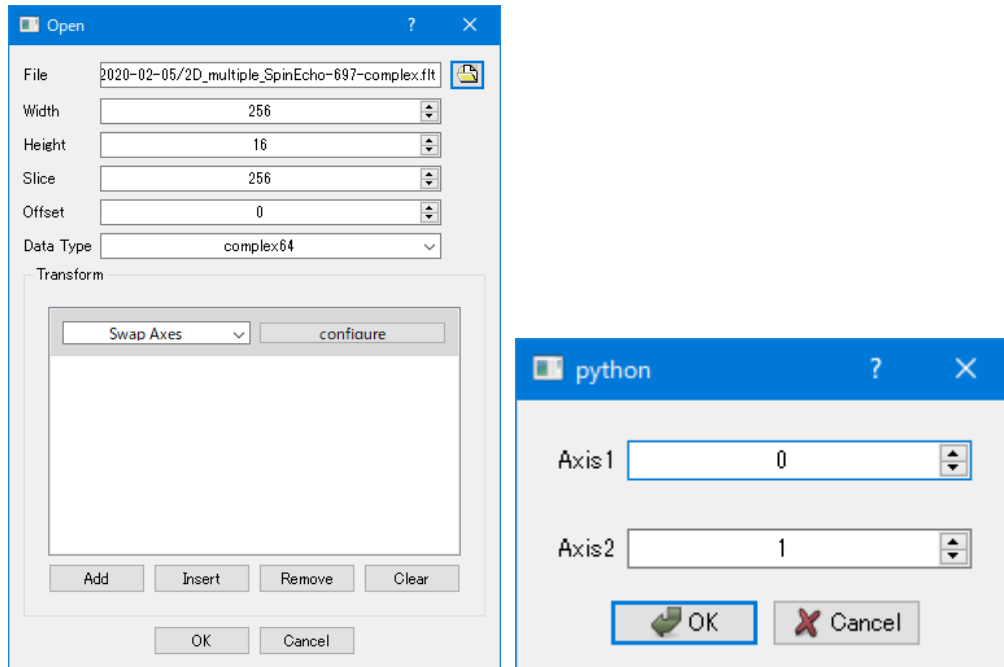 Open
File 2020-02-05/2D_multiple_SpinEcho-697-complex.flt
Width 256
Height 16
Slice 256
Offset 0
Data Type complex64
Transform
Swap Axes configure
Add Insert Remove Clear
OK Cancel
python
Axis1 0
Axis2 1
OK Cancel